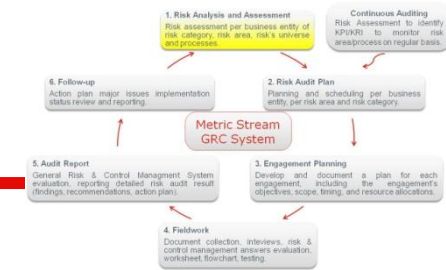 1. Risk Analysis and Assessment
Risk assessment per business entity of
risk category, risk area, risk's universe
and processes.
Continuous Auditing
Risk Assessment to identify
KPI/KRI to monitor risk
area/process on regular basis.
6. Follow-up
Action plan major issues implementation
status review and reporting.
2. Risk Audit Plan
Planning and scheduling per business
entity, per risk area and risk category.
Metric Stream
GRC System
5. Audit Report
General Risk & Control Managment System
evaluation, reporting detailed risk audit result
(findings, recommendations, action plan).
3. Engagement Planning
Develop and document a plan for each
engagement, including the engagement's
objectives, scope, timing, and resource allocations.
4. Fieldwork
Document collection, inteviews, risk &
control management answers evaluation,
worksheet, flowchart, testing.